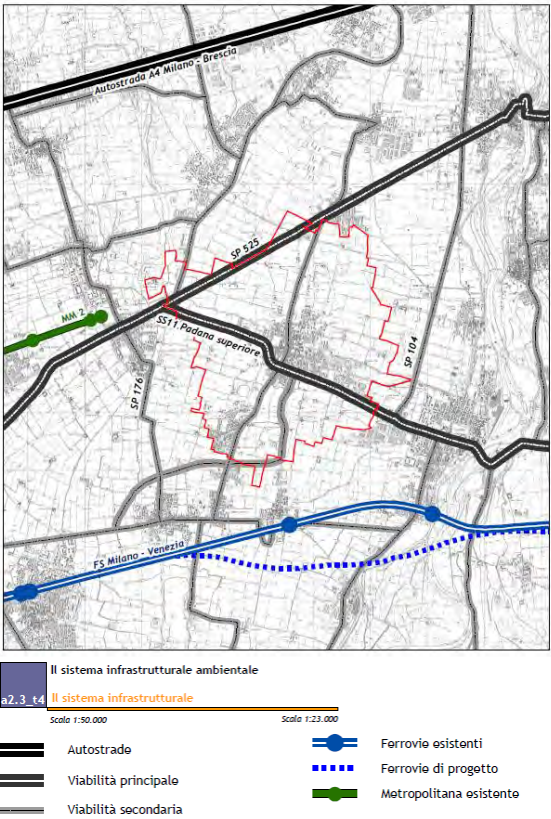 Autostrada A4 Milano - Brescia
SP 525
MM 2
SS11 Padana superiore
SP 104
SP 176
FS Milano - Venezia
Il sistema infrastrutturale ambientale
a2.3_t4 Il sistema infrastrutturale
Scala 1:50.000 Scala 1:23.000
Autostrade
Viabilità principale
Viabilità secondaria
Ferrovie esistenti
Ferrovie di progetto
Metropolitana esistente